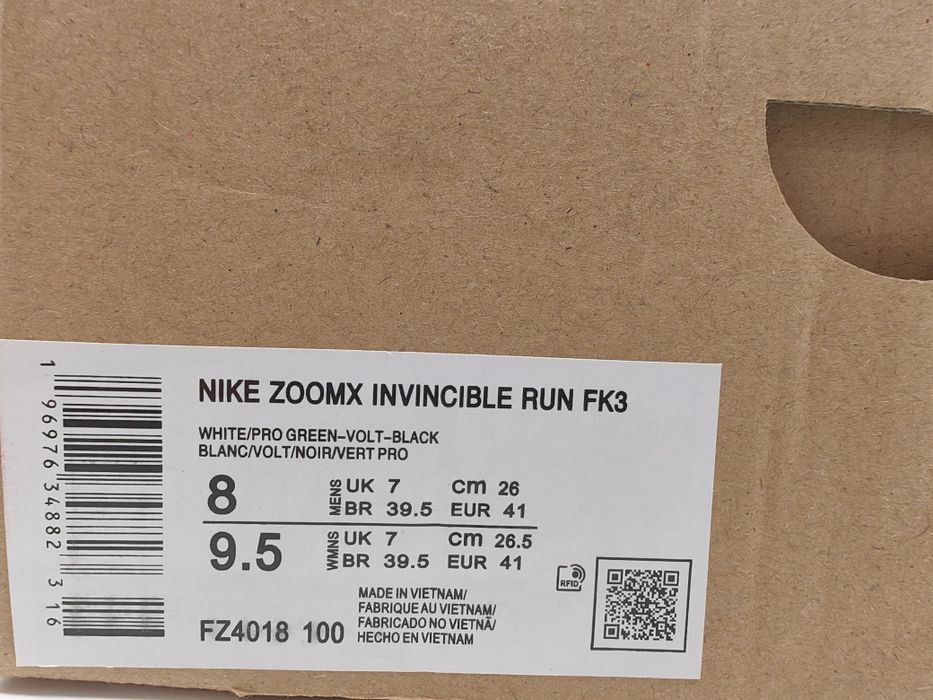 NIKE ZOOMX INVINCIBLE RUN FK3
WHITE/PRO GREEN-VOLT-BLACK
BLANC/VOLT/NOIR/VERT PRO
8 MENS UK 7 cm 26
BR 39.5 EUR 41
9.5 WMNS UK 7 cm 26.5
BR 39.5 EUR 41
MADE IN VIETNAM/
FABRIQUE AU VIETNAM/
FABRICADO NO VIETNÃ/
HECHO EN VIETNAM
FZ4018 100
RFID
1 96976 34882 3 16